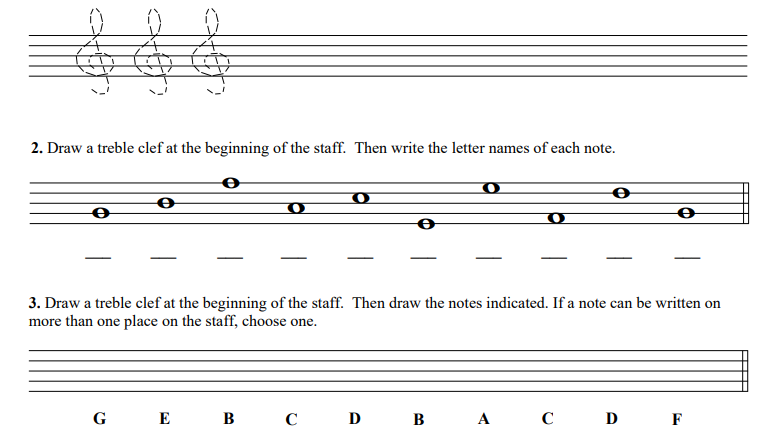 2. Draw a treble clef at the beginning of the staff. Then write the letter names of each note.
3. Draw a treble clef at the beginning of the staff. Then draw the notes indicated. If a note can be written on
more than one place on the staff, choose one.
G E B C D B A C D F